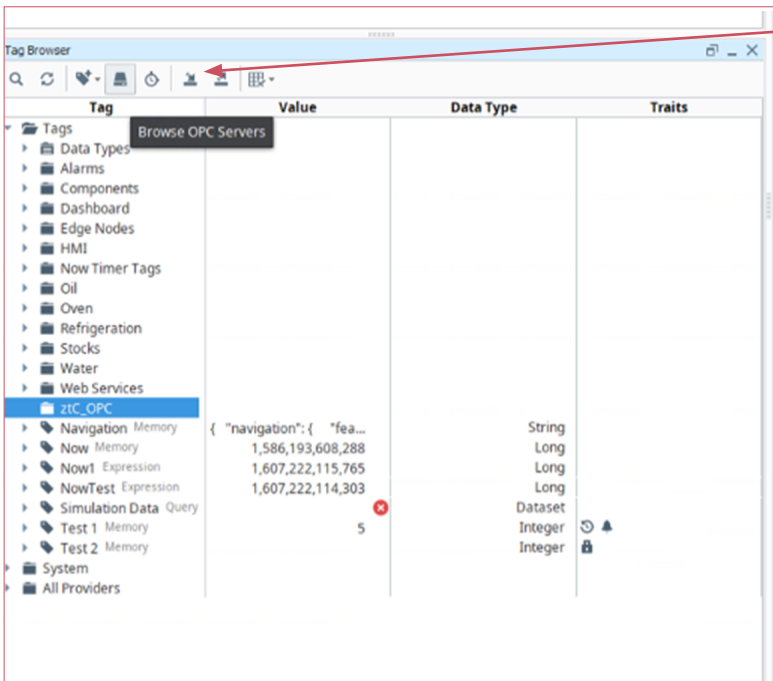 Tag Browser
Tag Value Data Type Traits
Tags
Browse OPC Servers
Data Types
Alarms
Components
Dashboard
Edge Nodes
HMI
Now Timer Tags
Oil
Oven
Refrigeration
Stocks
Water
Web Services
ztC_OPC
Navigation Memory { "navigation": { "fea... String
Now Memory 1,586,193,608,288 Long
Now1 Expression 1,607,222,115,765 Long
NowTest Expression 1,607,222,114,303 Long
Simulation Data Query Dataset
Test 1 Memory 5 Integer
Test 2 Memory Integer
System
All Providers